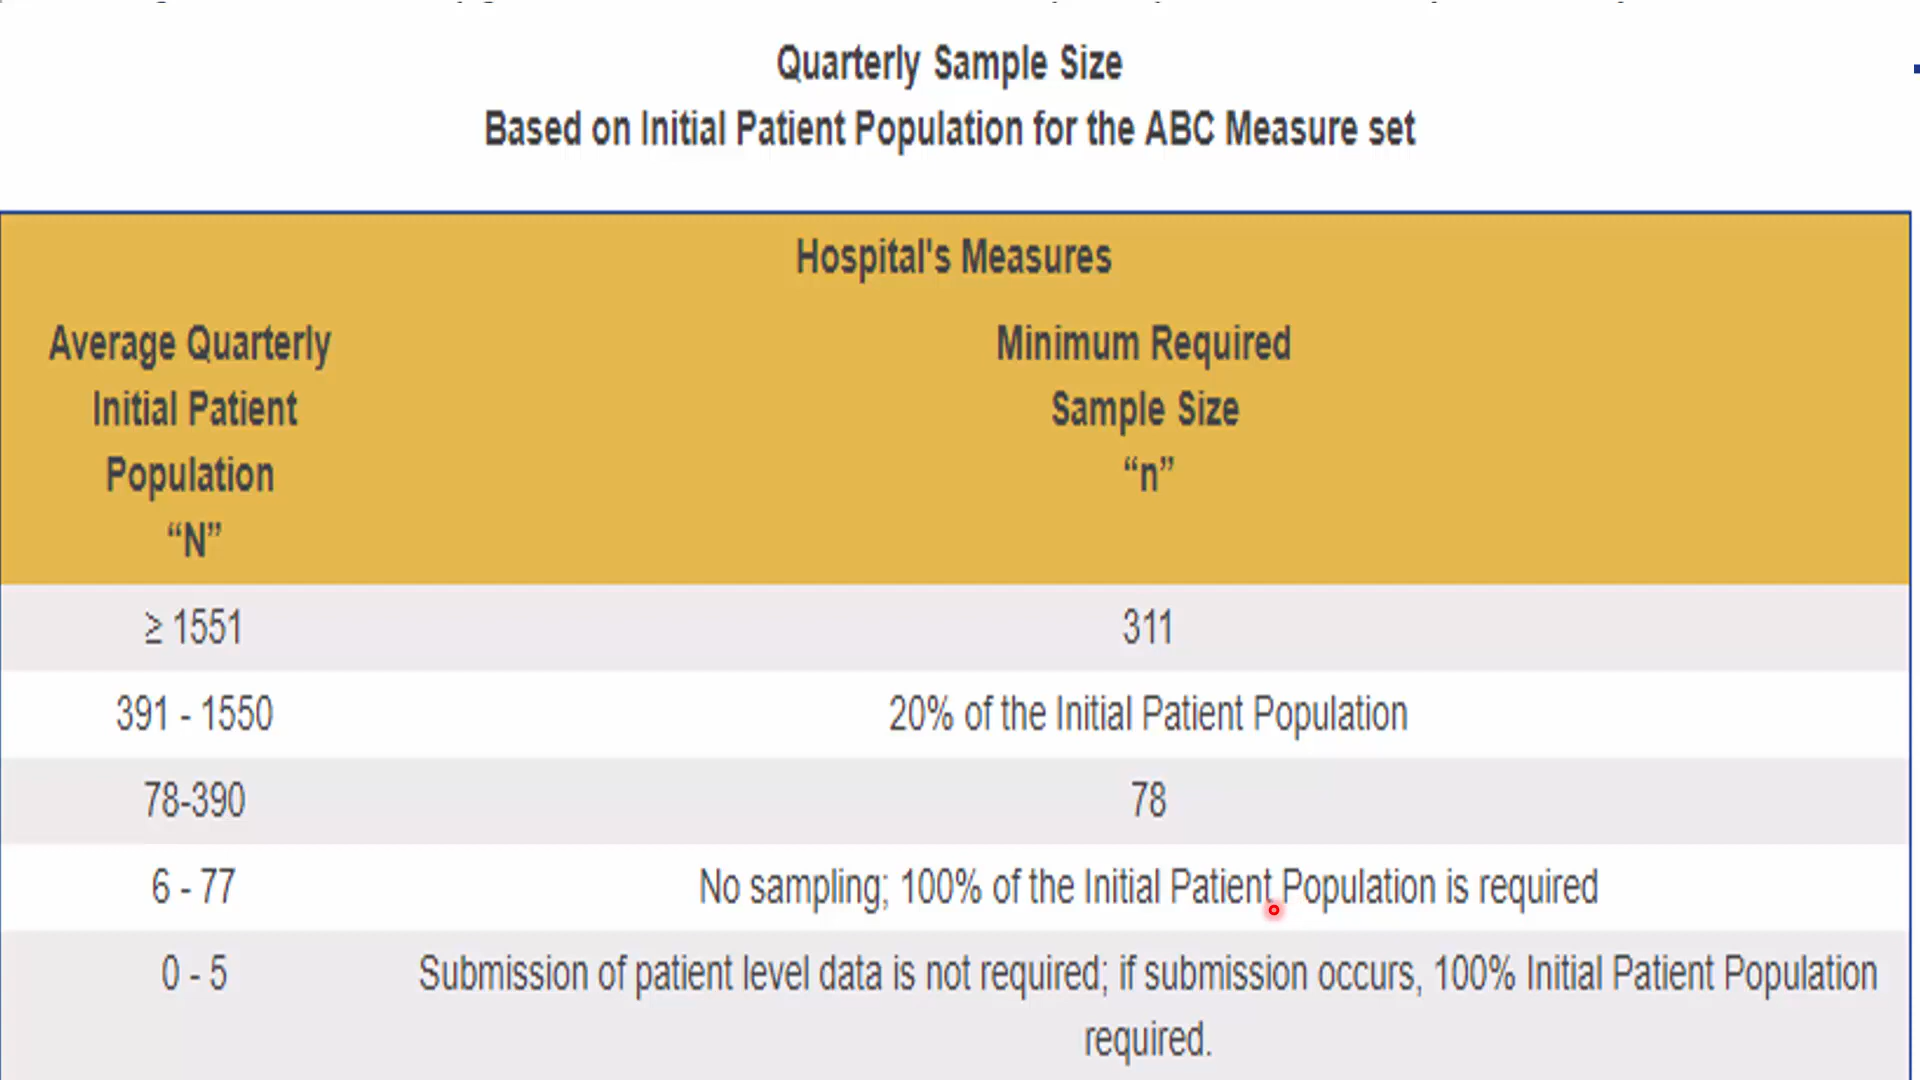 Quarterly Sample Size
Based on Initial Patient Population for the ABC Measure set
Hospital's Measures
Average Quarterly
Initial Patient
Population
“N”
Minimum Required
Sample Size
“n”
≥ 1551
311
391 - 1550
20% of the Initial Patient Population
78-390
78
6 - 77
No sampling; 100% of the Initial Patient Population is required
0 - 5
Submission of patient level data is not required; if submission occurs, 100% Initial Patient Population
required.